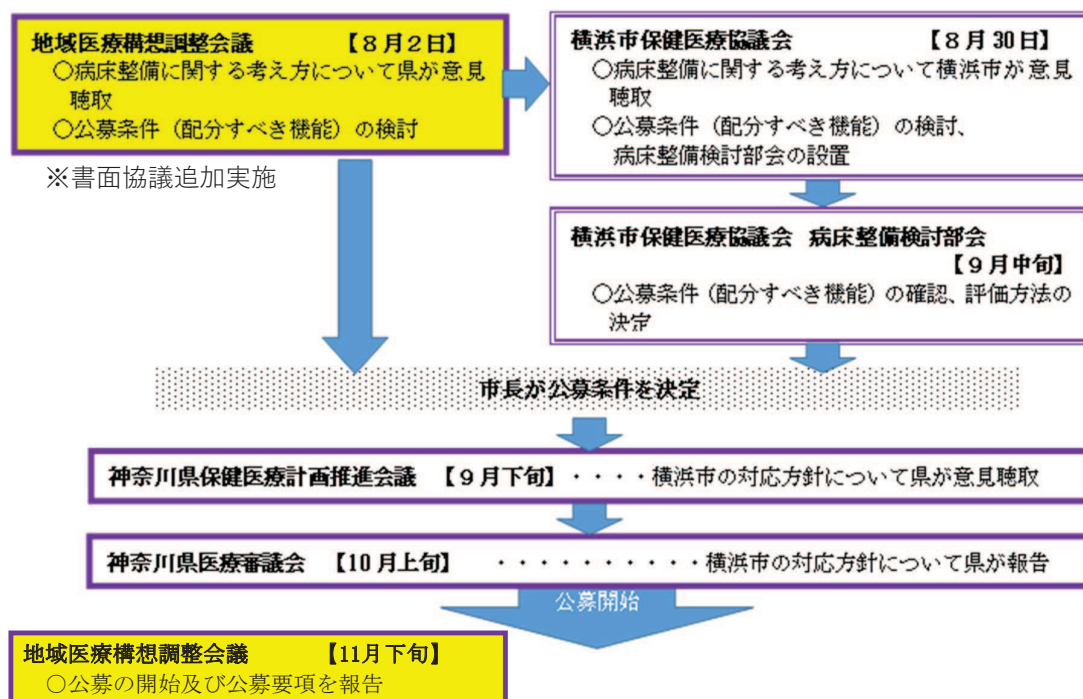 地域医療構想調整会議 【8月2日】
○病床整備に関する考え方について県が意見
聴取
○公募条件（配分すべき機能）の検討
※書面協議追加実施
横浜市保健医療協議会 【8月30日】
○病床整備に関する考え方について横浜市が意見
聴取
○公募条件（配分すべき機能）の検討、
病床整備検討部会の設置
横浜市保健医療協議会 病床整備検討部会
【9月中旬】
○公募条件（配分すべき機能）の確認、評価方法の
決定
市長が公募条件を決定
神奈川県保健医療計画推進会議 【9月下旬】・・・・横浜市の対応方針について県が意見聴取
神奈川県医療審議会 【10月上旬】 ・・・・・・・・・・横浜市の対応方針について県が報告
公募開始
地域医療構想調整会議 【11月下旬】
○公募の開始及び公募要項を報告